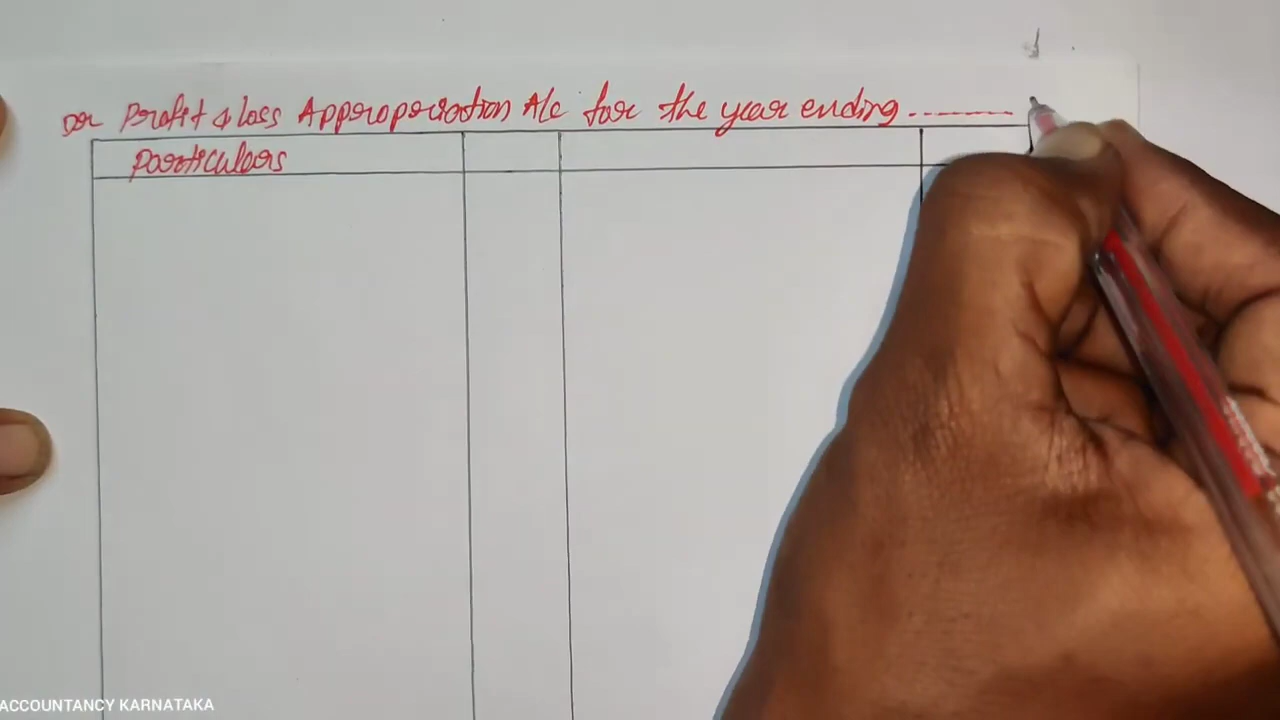 Dr Profit & loss Appropriation A/c for the year ending ----------
Particulars
ACCOUNTANCY KARNATAKA